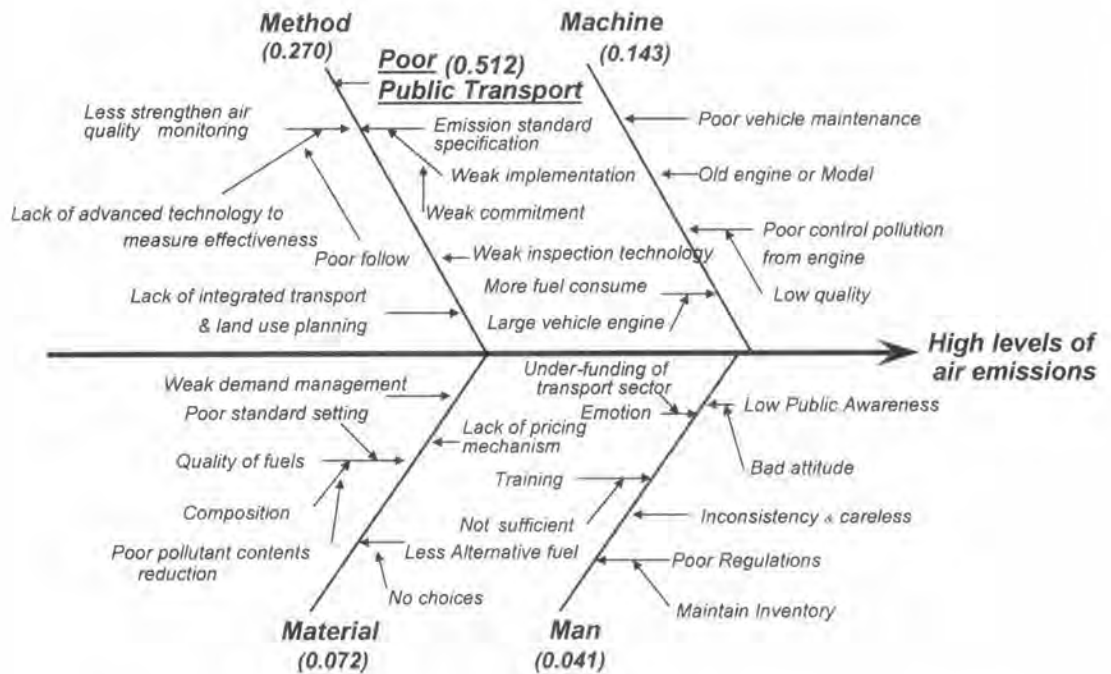 Method
(0.270)
Machine
(0.143)
Poor (0.512)
Public Transport
Less strengthen air
quality monitoring
Emission standard
specification
Weak implementation
Weak commitment
Lack of advanced technology to
measure effectiveness
Poor follow
Weak inspection technology
Lack of integrated transport
& land use planning
Poor vehicle maintenance
Old engine or Model
Poor control pollution
from engine
Low quality
More fuel consume
Large vehicle engine
High levels of
air emissions
Weak demand management
Poor standard setting
Lack of pricing
mechanism
Quality of fuels
Composition
Poor pollutant contents
reduction
Less Alternative fuel
No choices
Under-funding of
transport sector
Emotion
Low Public Awareness
Bad attitude
Training
Not sufficient
Inconsistency & careless
Poor Regulations
Maintain Inventory
Material
(0.072)
Man
(0.041)